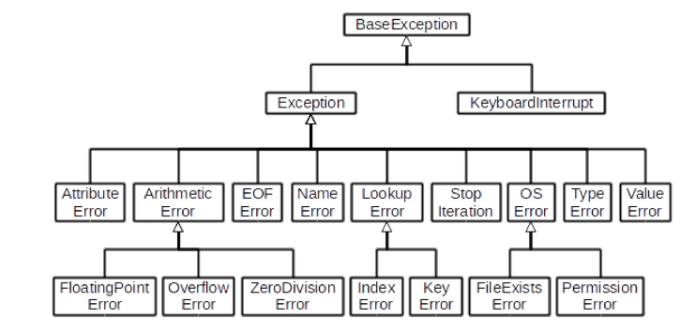 BaseException
Exception
KeyboardInterrupt
Attribute
Error
Arithmetic
Error
EOF
Error
Name
Error
Lookup
Error
Stop
Iteration
OS
Error
Type
Error
Value
Error
FloatingPoint
Error
Overflow
Error
ZeroDivision
Error
Index
Error
Key
Error
FileExists
Error
Permission
Error